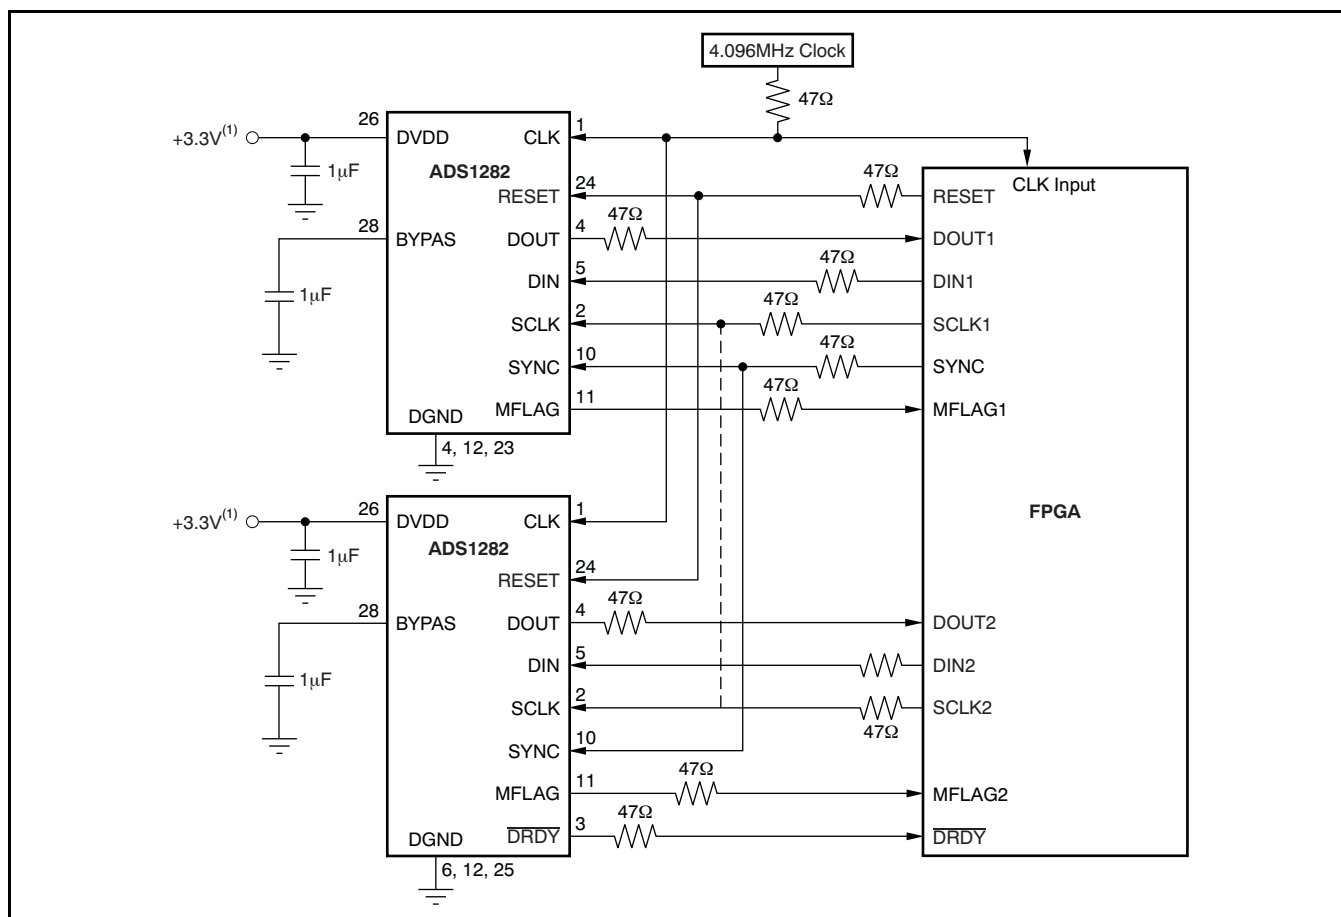 4.096MHz Clock
47Ω
+3.3V(1)
26
DVDD
CLK
1
1μF
ADS1282
47Ω
CLK Input
RESET
24
RESET
47Ω
28
BYPAS
DOUT
4
DOUT1
47Ω
1μF
DIN
5
DIN1
47Ω
SCLK
2
SCLK1
47Ω
SYNC
10
SYNC
47Ω
MFLAG
11
MFLAG1
DGND
4, 12, 23
+3.3V(1)
26
DVDD
CLK
1
FPGA
1μF
ADS1282
RESET
24
47Ω
28
BYPAS
DOUT
4
DOUT2
1μF
DIN
5
DIN2
SCLK
2
SCLK2
47Ω
SYNC
10
47Ω
MFLAG
11
MFLAG2
47Ω
DGND
DRDY
3
DRDY
6, 12, 25